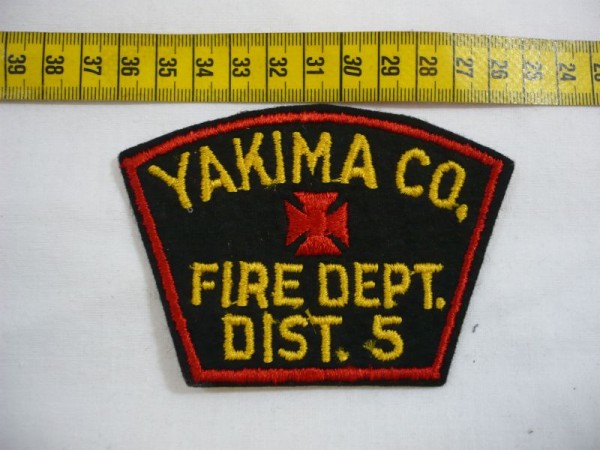 39 38 37 36 35 34 33 32 31 30 29 28 27 26 25 24
YAKIMA CO.
FIRE DEPT.
DIST. 5